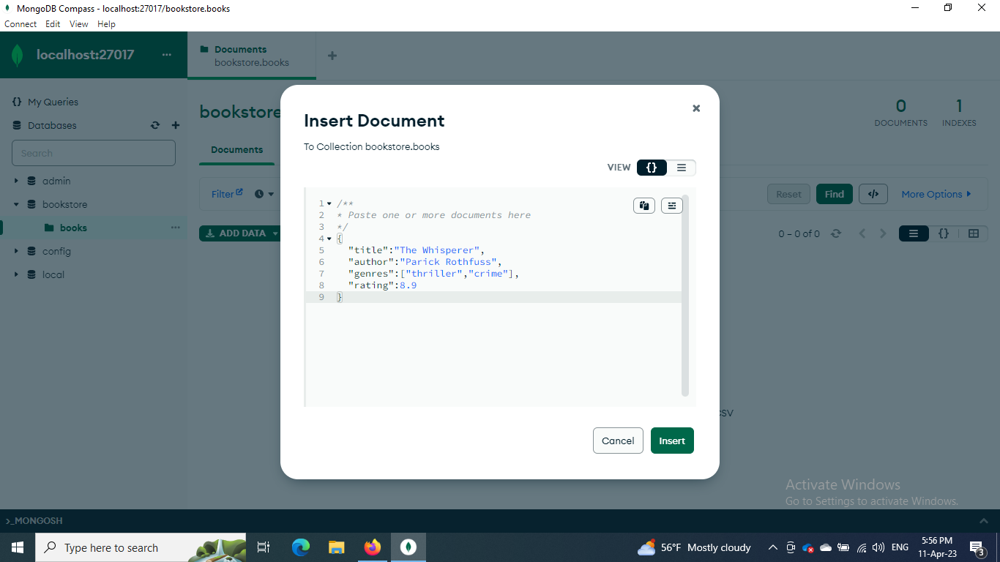 MongoDB Compass - localhost:27017/bookstore.books
Connect Edit View Help
localhost:27017 ...
Documents
bookstore.books
{} My Queries
Databases
Search
admin
bookstore
books ...
config
local
bookstore
0
DOCUMENTS
1
INDEXES
Documents
Filter
Reset
Find
</>
More Options
ADD DATA
0 – 0 of 0
{}
Insert Document
To Collection bookstore.books
VIEW {}
1 /**
2 * Paste one or more documents here
3 */
4 {
5 "title":"The Whisperer",
6 "author":"Parick Rothfuss",
7 "genres":["thriller","crime"],
8 "rating":8.9
9 }
Cancel
Insert
CSV
Activate Windows
Go to Settings to activate Windows.
>_MONGOSH
Type here to search
56°F Mostly cloudy
ENG
5:56 PM
11-Apr-23
3